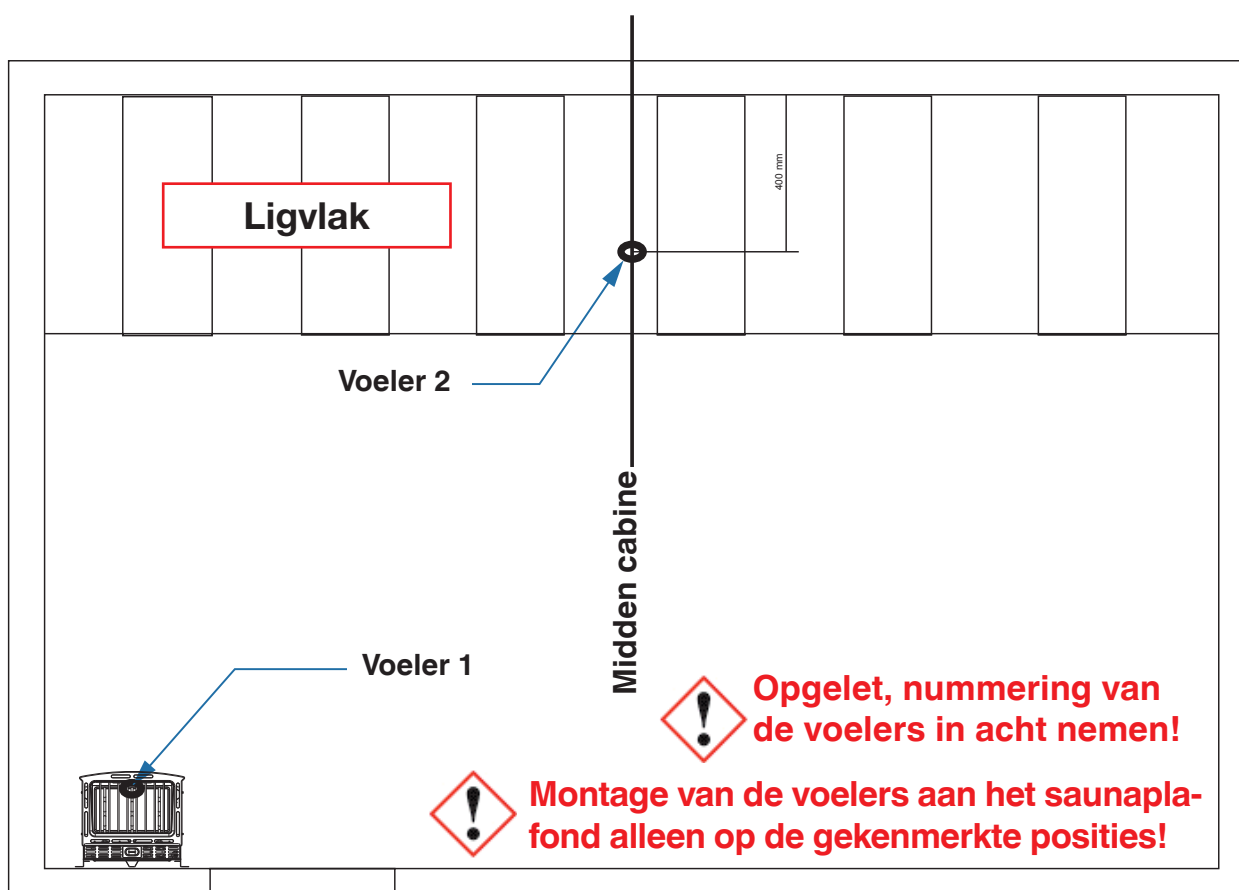 400 mm
Ligvlak
Voeler 2
Midden cabine
Voeler 1
Opgelet, nummering van
de voelers in acht nemen!
Montage van de voelers aan het saunapla-
fond alleen op de gekenmerkte posities!